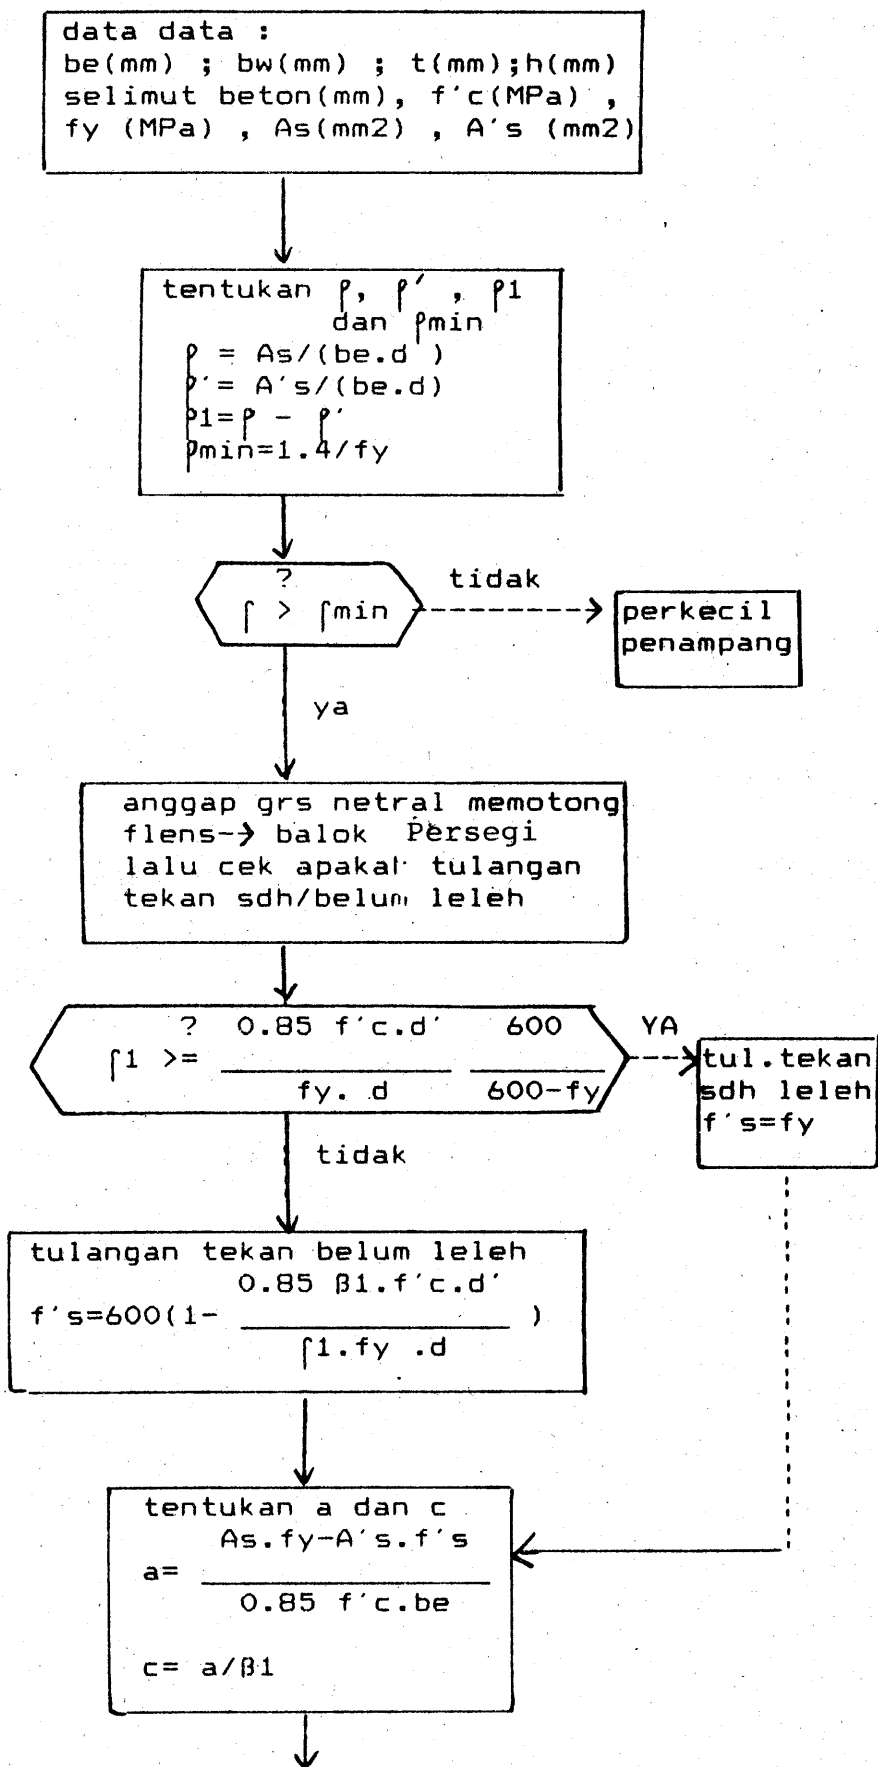 data data :
be(mm) ; bw(mm) ; t(mm);h(mm)
selimut beton(mm), f'c(MPa) ,
fy (MPa) , As(mm2) , A's (mm2)
tentukan ρ, ρ' , ρ1
dan ρmin
ρ = As/(be.d )
ρ'= A's/(be.d)
ρ1=ρ - ρ'
ρmin=1.4/fy
?
ρ > ρmin
tidak
perkecil
penampang
ya
anggap grs netral memotong
flens-→ balok Persegi
lalu cek apakah tulangan
tekan sdh/belum leleh
? 0.85 f'c.d' 600
ρ1 >=
fy. d 600-fy
YA
tul.tekan
sdh leleh
f's=fy
tidak
tulangan tekan belum leleh
0.85 β1.f'c.d'
f's=600(1- )
ρ1.fy .d
tentukan a dan c
As.fy-A's.f's
a=
0.85 f'c.be
c= a/β1